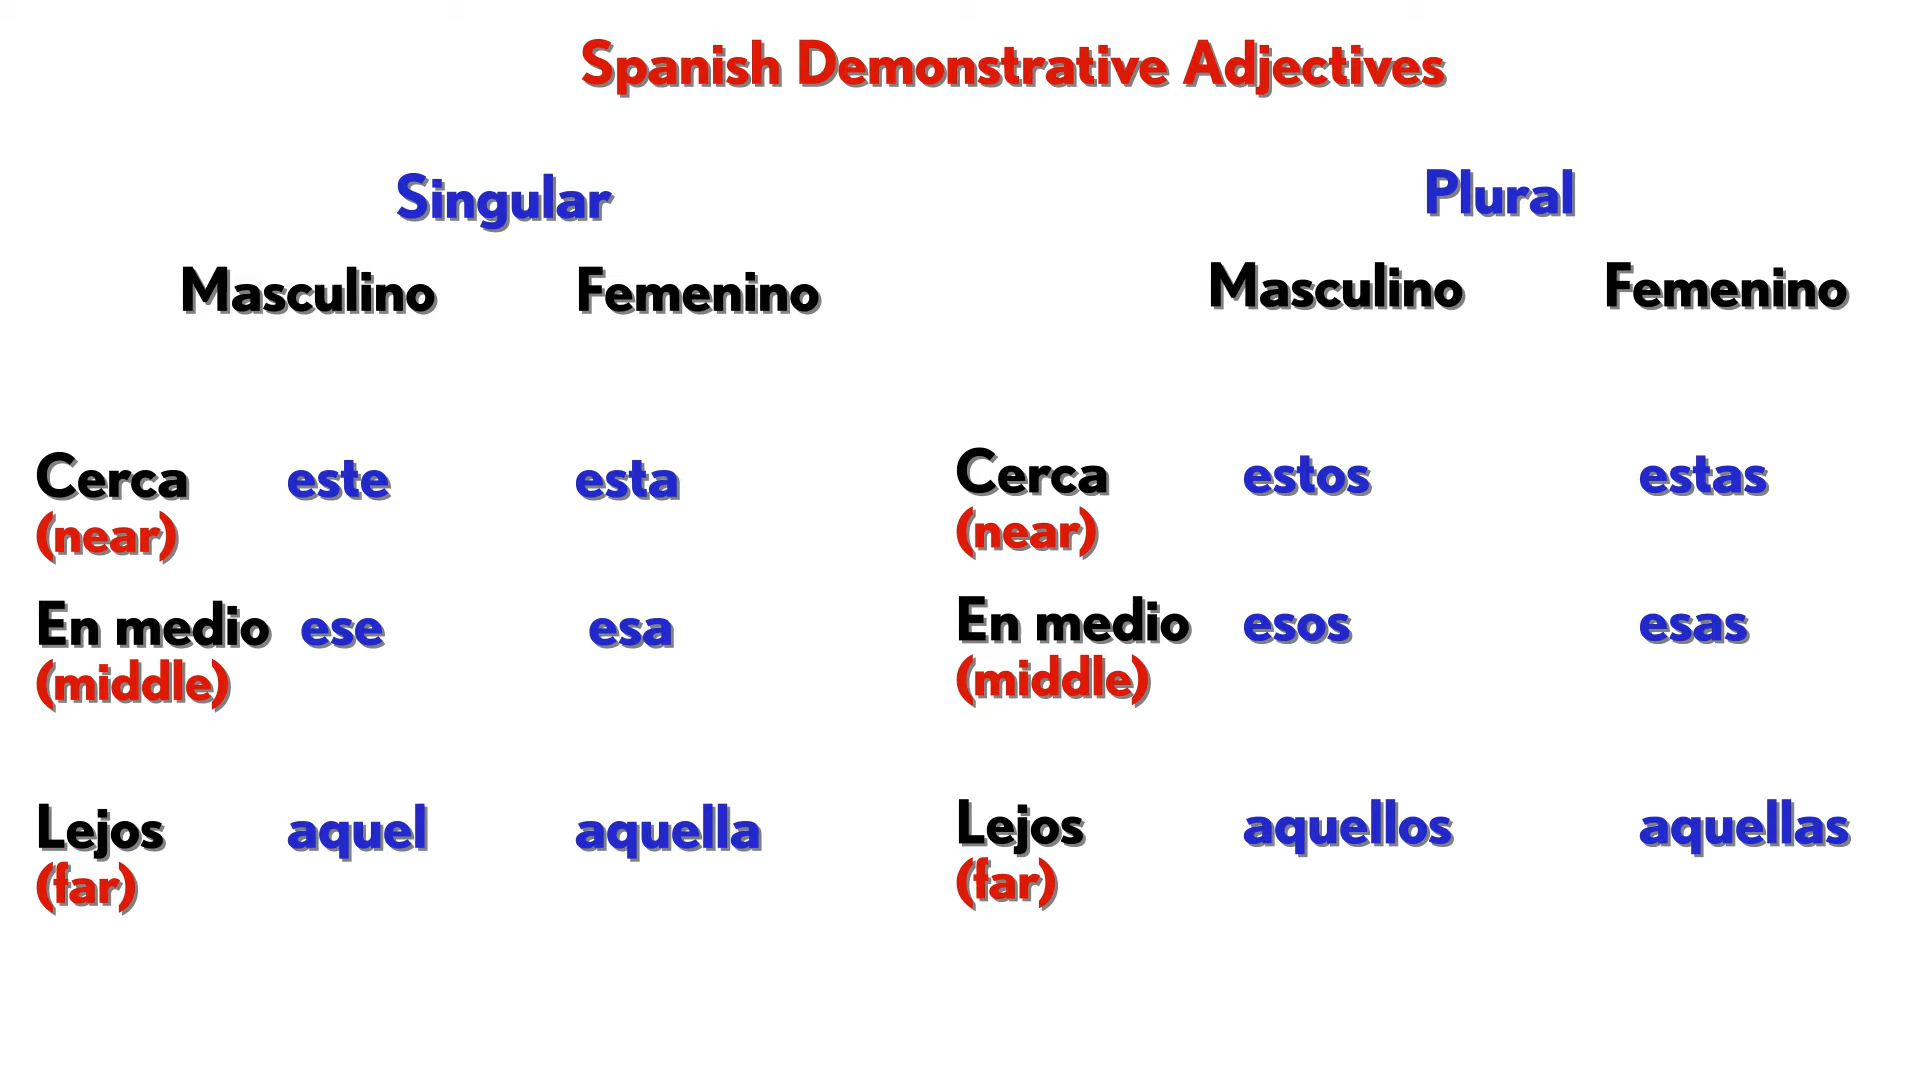 Spanish Demonstrative Adjectives
Singular
Masculino Femenino
Cerca este esta
(near)
En medio ese esa
(middle)
Lejos aquel aquella
(far)
Plural
Masculino Femenino
Cerca estos estas
(near)
En medio esos esas
(middle)
Lejos aquellos aquellas
(far)